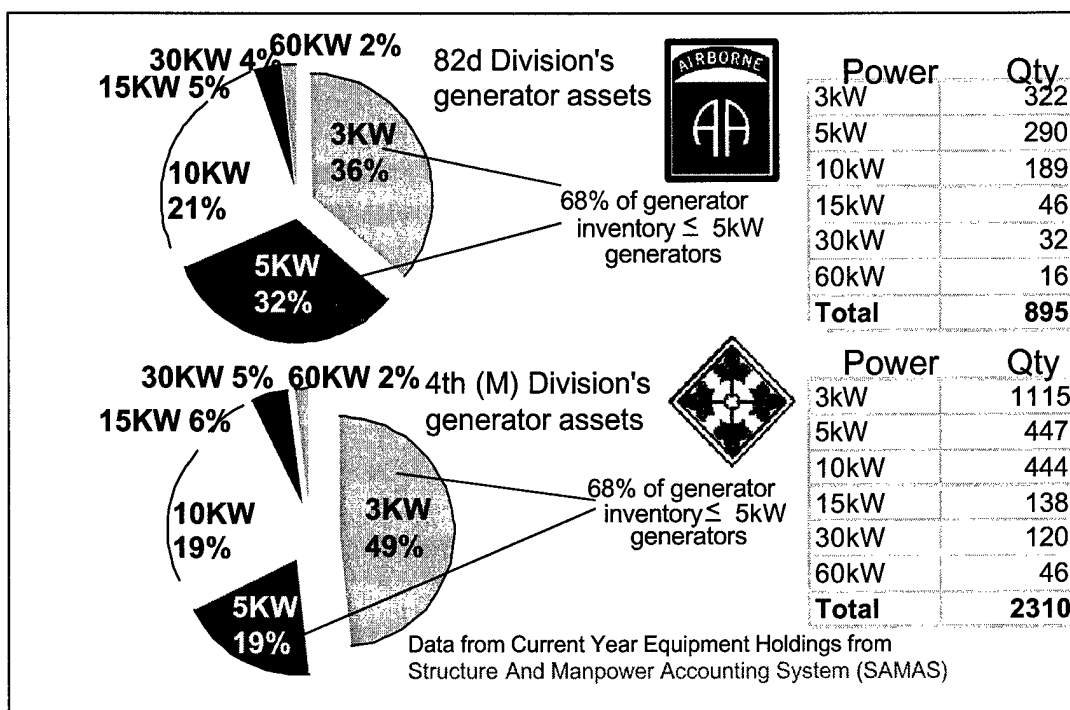 60KW 2%
30KW 4%
15KW 5%
10KW
21%
3KW
36%
5KW
32%
82d Division's
generator assets
AIRBORNE
AA
68% of generator
inventory ≤ 5kW
generators
Power Qty
3kW 322
5kW 290
10kW 189
15kW 46
30kW 32
60kW 16
Total 895
30KW 5% 60KW 2%
15KW 6%
10KW
19%
3KW
49%
5KW
19%
4th (M) Division's
generator assets
68% of generator
inventory ≤ 5kW
generators
Power Qty
3kW 1115
5kW 447
10kW 444
15kW 138
30kW 120
60kW 46
Total 2310
Data from Current Year Equipment Holdings from
Structure And Manpower Accounting System (SAMAS)